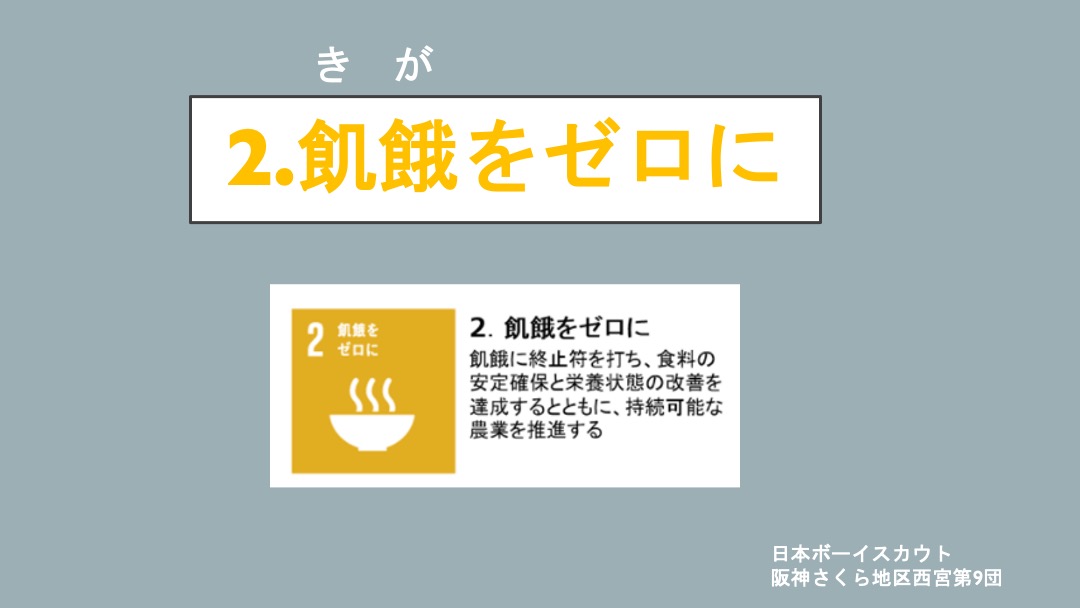 き が
2.飢餓をゼロに
2 飢餓を
ゼロに
2. 飢餓をゼロに
飢餓に終止符を打ち、食料の
安定確保と栄養状態の改善を
達成するとともに、持続可能な
農業を推進する
日本ボーイスカウト
阪神さくら地区西宮第9団